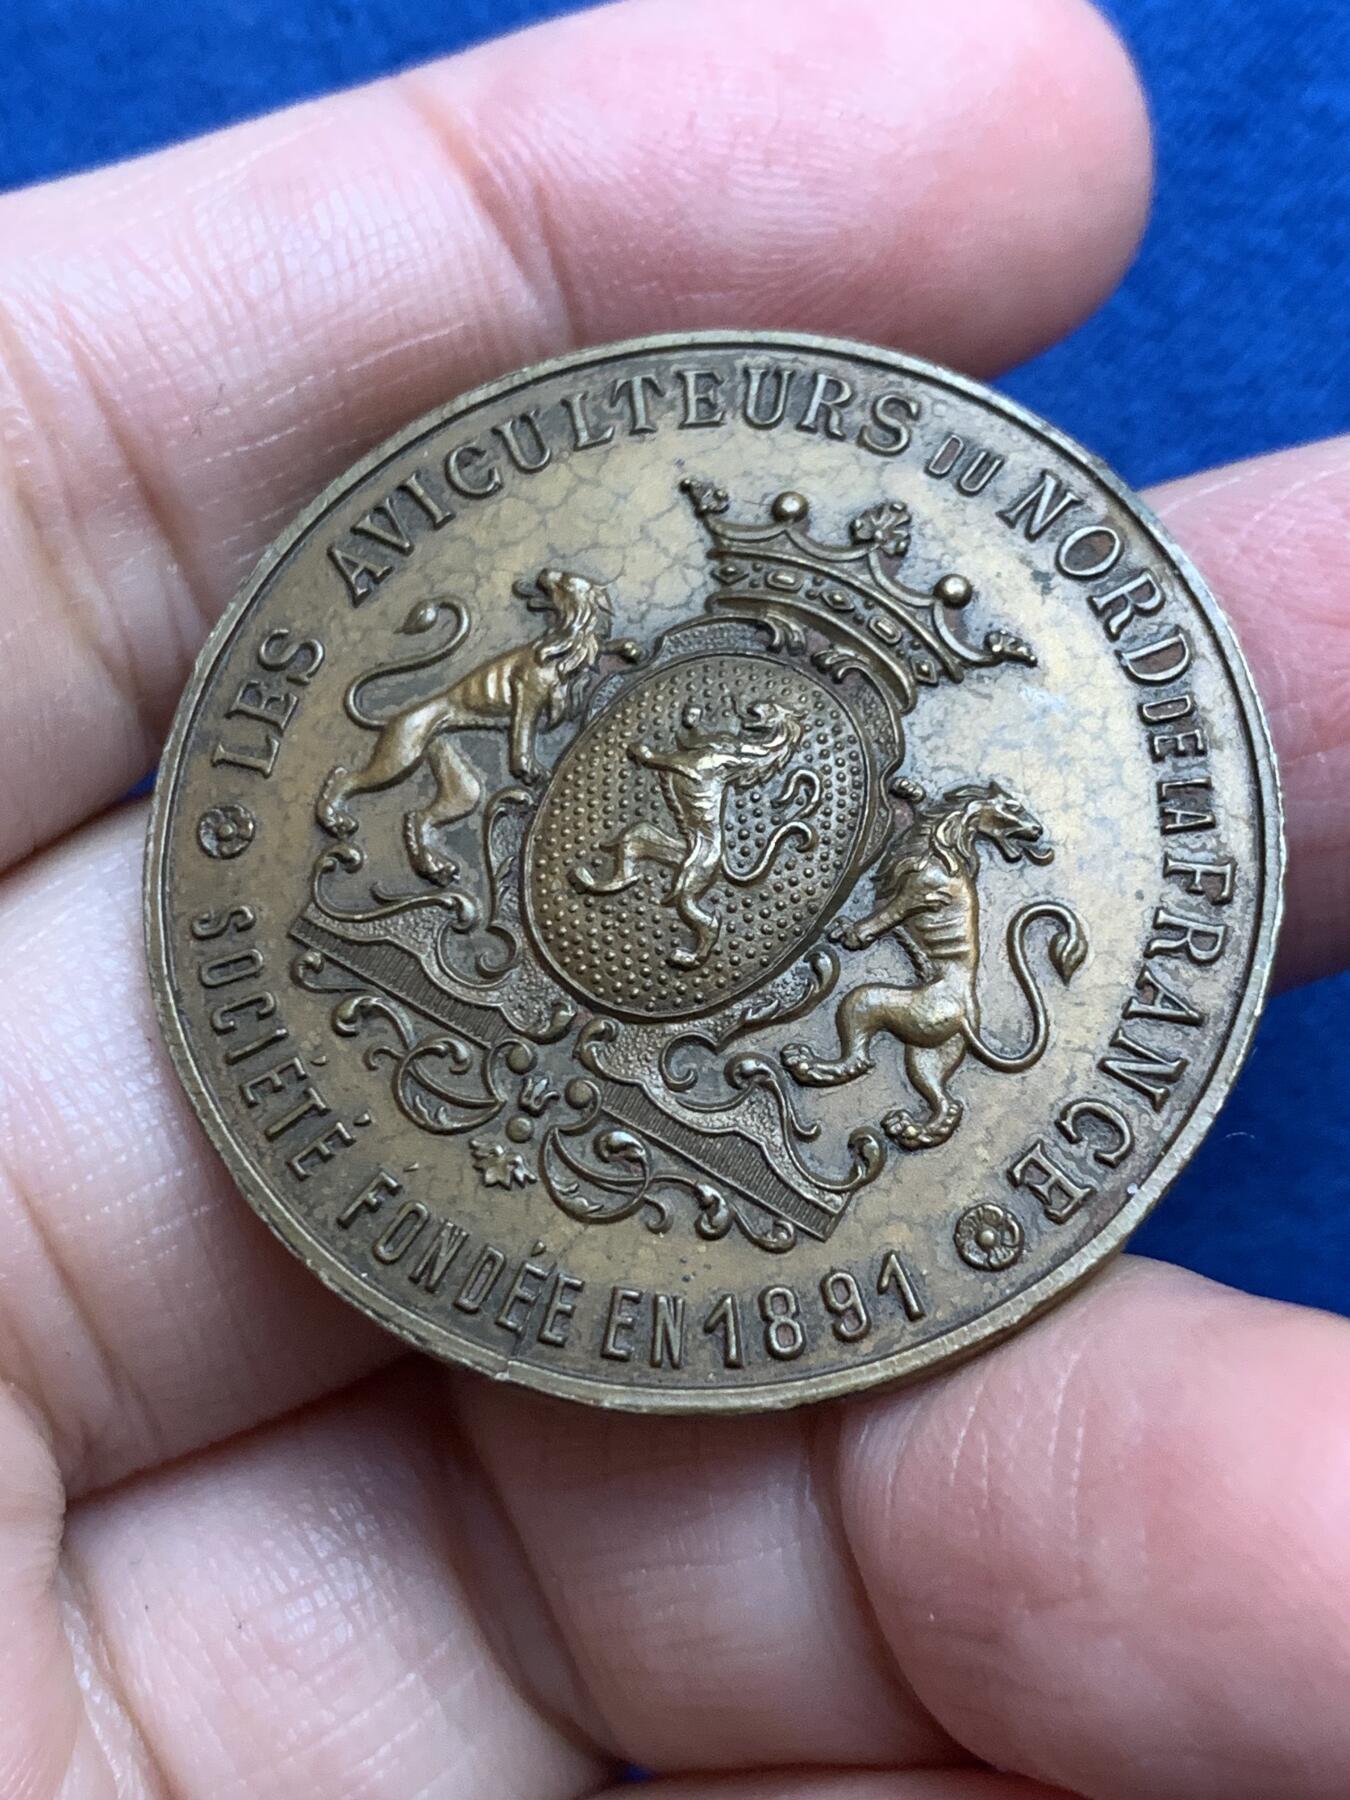 LES AVICULTEURS DU NORD DE LA FRANCE
SOCIÉTÉ FONDÉE EN 1891